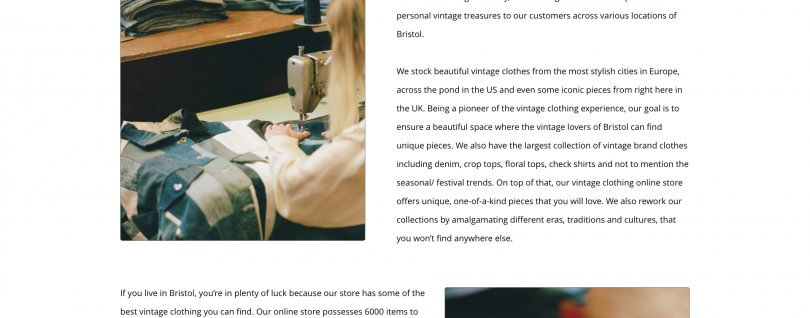 personal vintage treasures to our customers across various locations of
Bristol.
We stock beautiful vintage clothes from the most stylish cities in Europe,
across the pond in the US and even some iconic pieces from right here in
the UK. Being a pioneer of the vintage clothing experience, our goal is to
ensure a beautiful space where the vintage lovers of Bristol can find
unique pieces. We also have the largest collection of vintage brand clothes
including denim, crop tops, floral tops, check shirts and not to mention the
seasonal/ festival trends. On top of that, our vintage clothing online store
offers unique, one-of-a-kind pieces that you will love. We also rework our
collections by amalgamating different eras, traditions and cultures, that
you won’t find anywhere else.
If you live in Bristol, you’re in plenty of luck because our store has some of the
best vintage clothing you can find. Our online store possesses 6000 items to